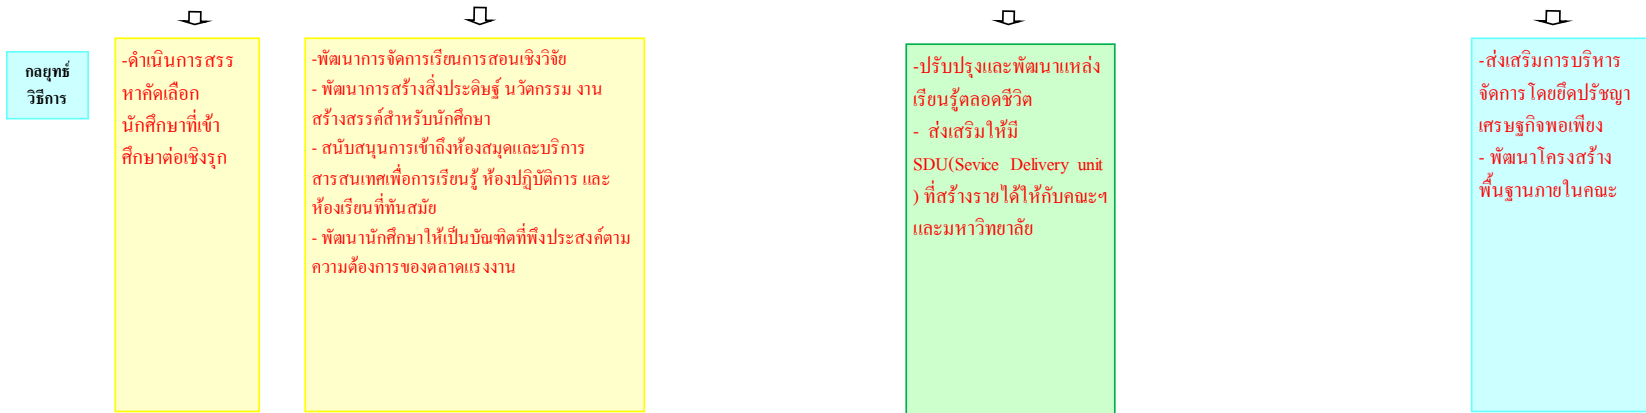 กลยุทธ์
วิธีการ
-ดำเนินการสรร
หาคัดเลือก
นักศึกษาที่เข้า
ศึกษาต่อเชิงรุก
-พัฒนาการจัดการเรียนการสอนเชิงวิจัย
- พัฒนาการสร้างสิ่งประดิษฐ์ นวัตกรรม งาน
สร้างสรรค์สำหรับนักศึกษา
- สนับสนุนการเข้าถึงห้องสมุดและบริการ
สารสนเทศเพื่อการเรียนรู้ ห้องปฏิบัติการ และ
ห้องเรียนที่ทันสมัย
- พัฒนานักศึกษาให้เป็นบัณฑิตที่พึงประสงค์ตาม
ความต้องการของตลาดแรงงาน
-ปรับปรุงและพัฒนาแหล่ง
เรียนรู้ตลอดชีวิต
- ส่งเสริมให้มี
SDU(Sevice Delivery unit
) ที่สร้างรายได้ให้กับคณะฯ
และมหาวิทยาลัย
-ส่งเสริมการบริหาร
จัดการโดยยึดปรัชญา
เศรษฐกิจพอเพียง
- พัฒนาโครงสร้าง
พื้นฐานภายในคณะ